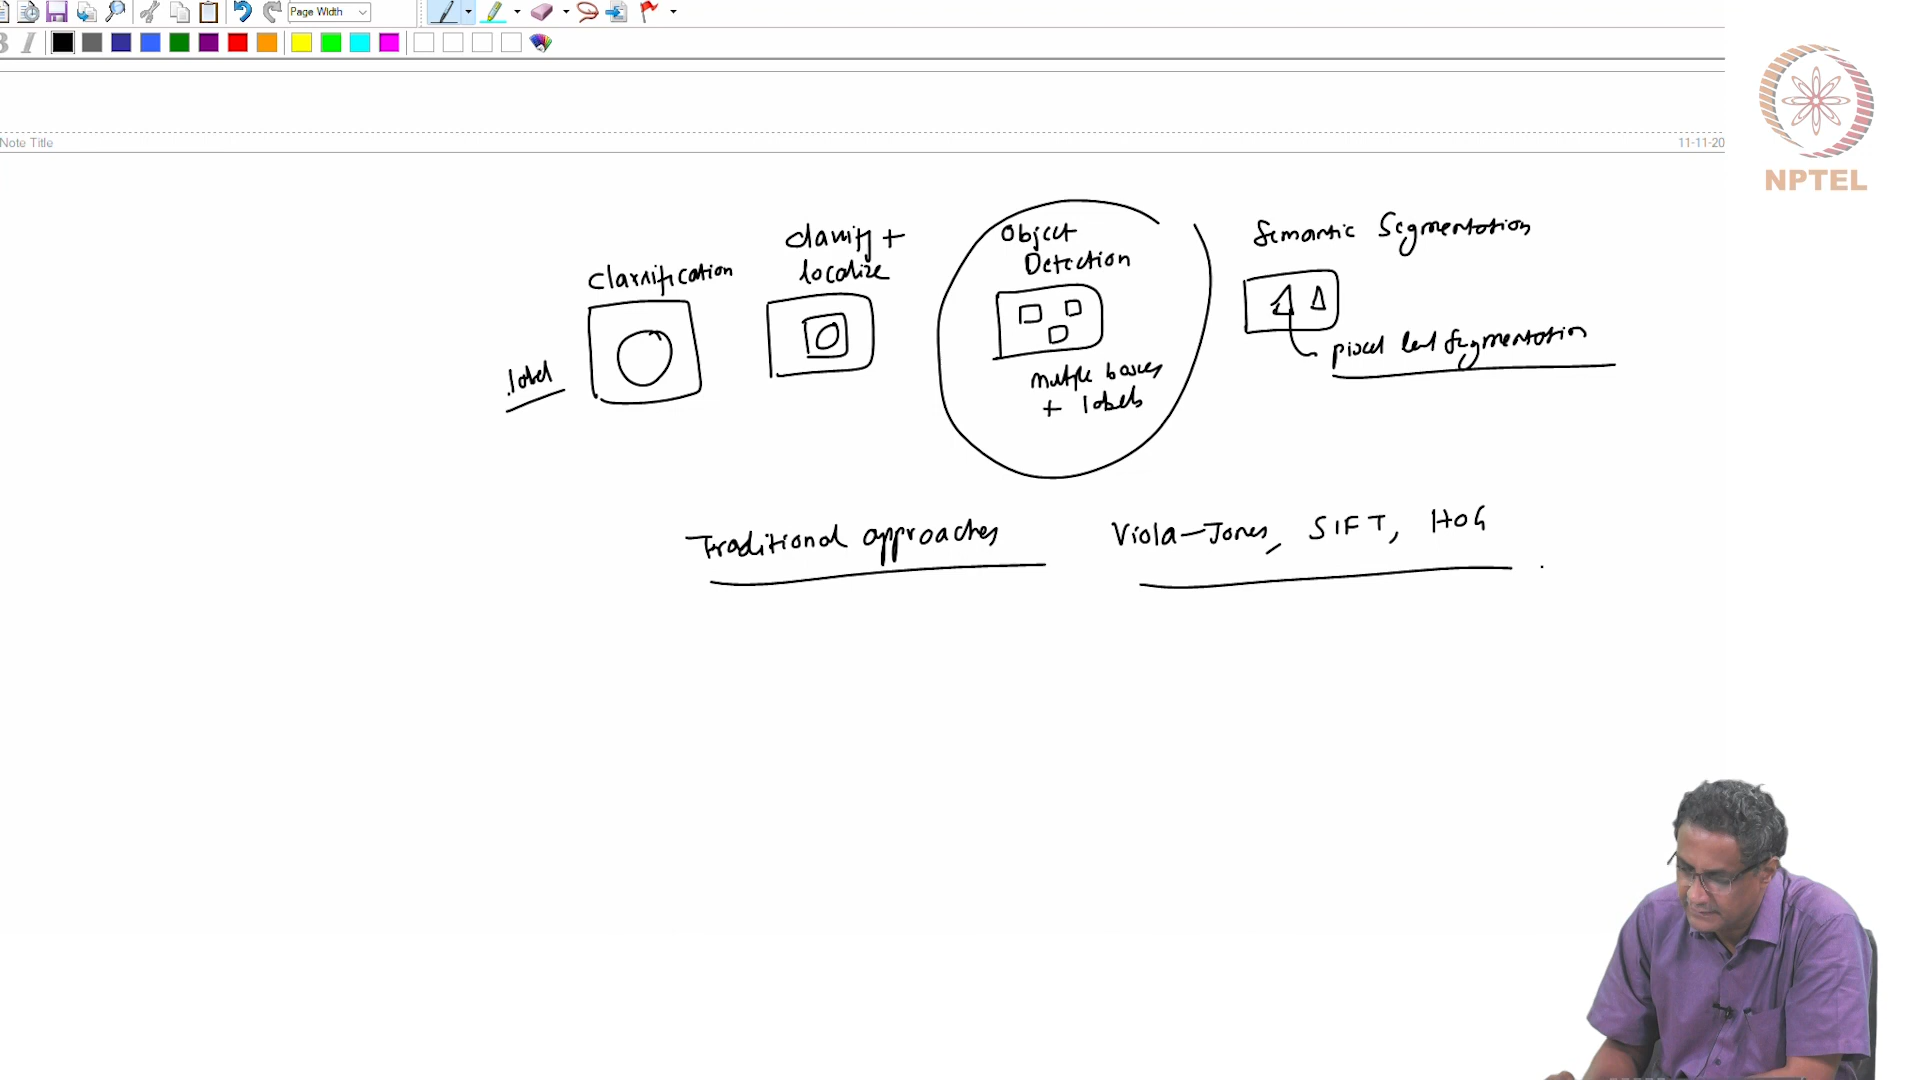 Page Width
B I
Note Title
11-11-20
NPTEL
Classification
classify +
localize
Object
Detection
Semantic Segmentation
label
multiple boxes
+ labels
pixel level segmentation
Traditional approaches
Viola-Jones, SIFT, HoG